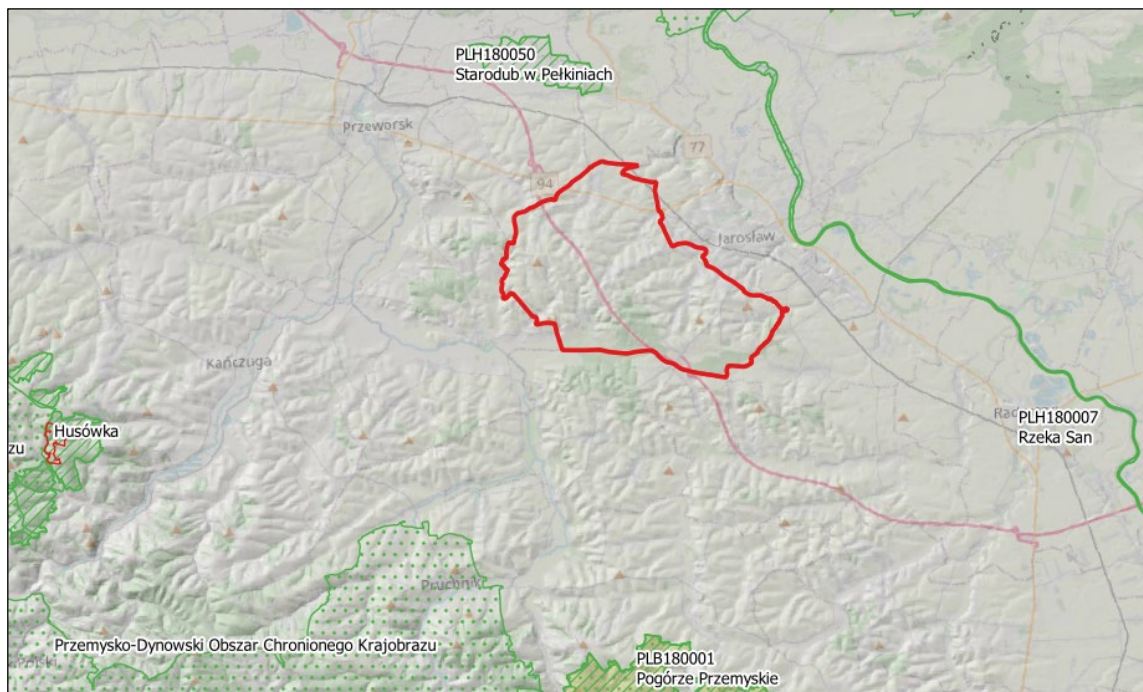 PLH180050
Starodub w Pełkiniach
Przeworsk
77
94
Jarosław
Kańczuga
Husówka
zu
PLH180007
Rzeka San
Rad
Pruchnik
Przemysko-Dynowski Obszar Chronionego Krajobrazu
PLB180001
Pogórze Przemyskie